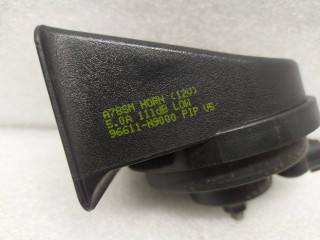 A78SM HORN (12V)
5.0A 111dB LOW
96611-N9000 PIP V5